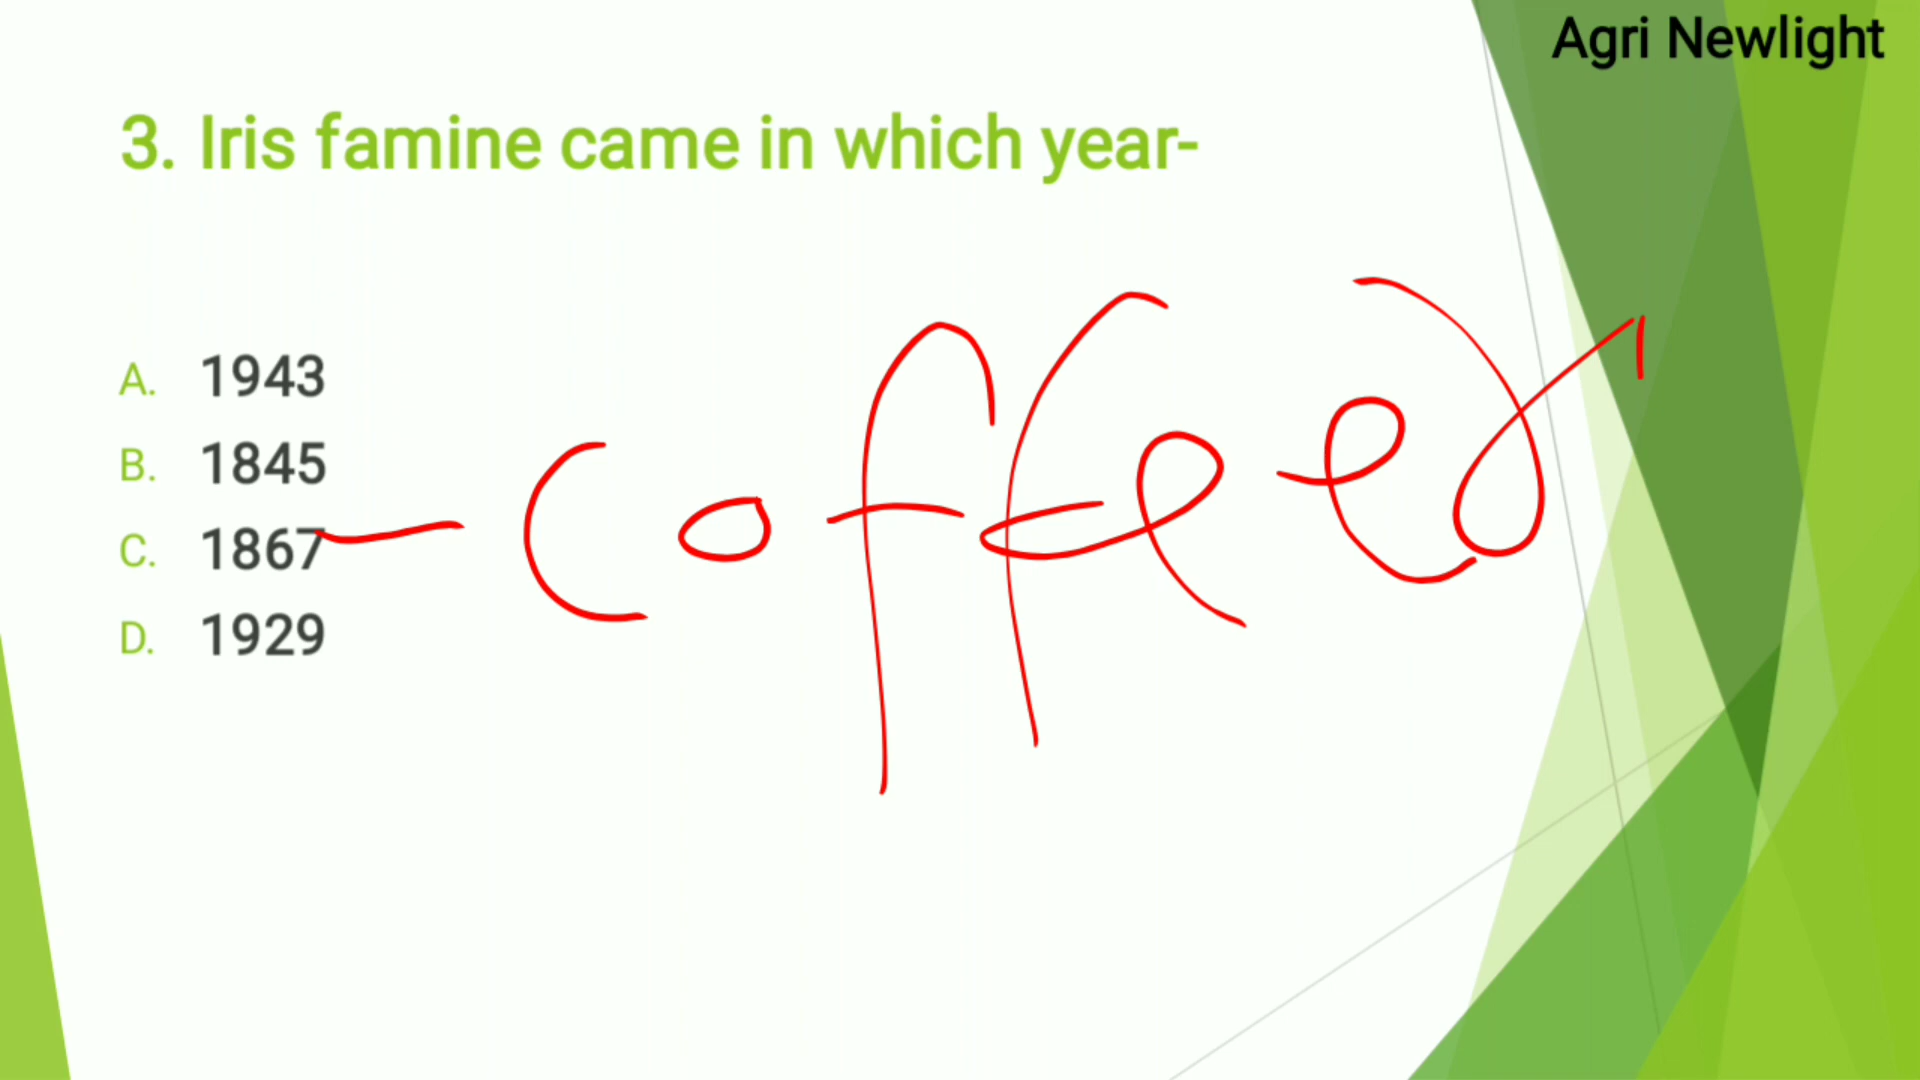 Agri Newlight
3. Iris famine came in which year-
A. 1943
B. 1845
C. 1867 - coffee
D. 1929